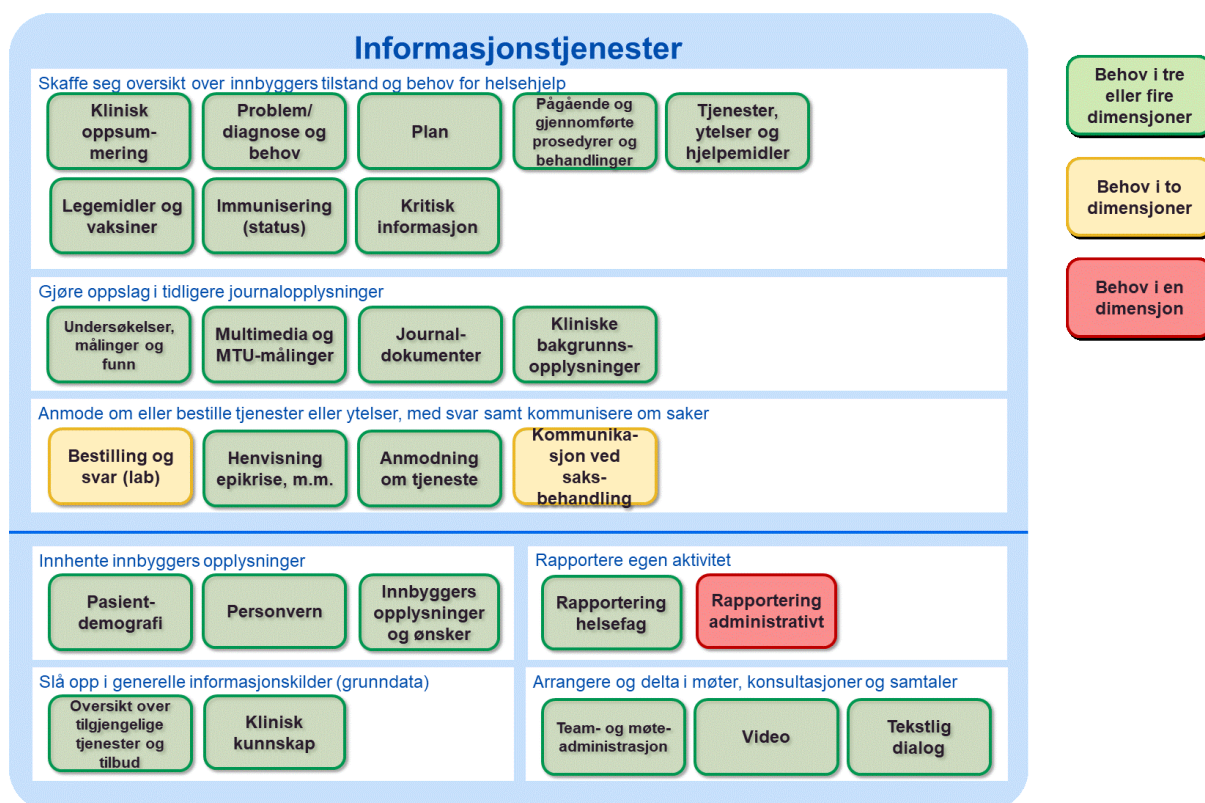 Informasjonstjenester
Skaffe seg oversikt over innbyggers tilstand og behov for helsehjelp
Klinisk
oppsum-
mering
Problem/
diagnose og
behov
Plan
Pågående og
gjennomførte
prosedyrer og
behandlinger
Tjenester,
ytelser og
hjelpemidler
Legemidler og
vaksiner
Immunisering
(status)
Kritisk
informasjon
Gjøre oppslag i tidligere journalopplysninger
Undersøkelser,
målinger og
funn
Multimedia og
MTU-målinger
Journal-
dokumenter
Kliniske
bakgrunns-
opplysninger
Anmode om eller bestille tjenester eller ytelser, med svar samt kommunisere om saker
Bestilling og
svar (lab)
Henvisning
epikrise, m.m.
Anmodning
om tjeneste
Kommunika-
sjon ved
saks-
behandling
Innhente innbyggers opplysninger
Pasient-
demografi
Personvern
Innbyggers
opplysninger
og ønsker
Rapportere egen aktivitet
Rapportering
helsefag
Rapportering
administrativt
Slå opp i generelle informasjonskilder (grunndata)
Oversikt over
tilgjengelige
tjenester og
tilbud
Klinisk
kunnskap
Arrangere og delta i møter, konsultasjoner og samtaler
Team- og møte-
administrasjon
Video
Tekstlig
dialog
Behov i tre
eller fire
dimensjoner
Behov i to
dimensjoner
Behov i en
dimensjon